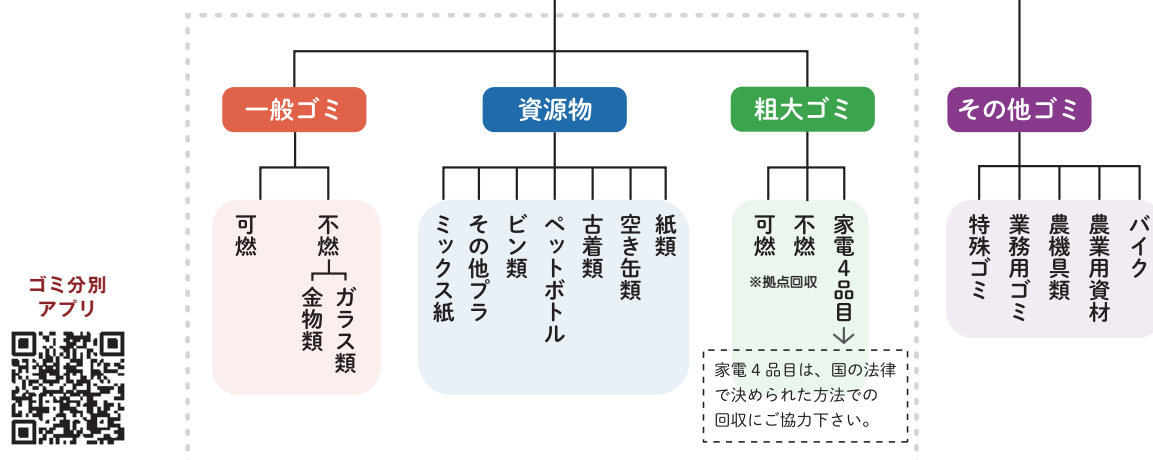 一般ゴミ
資源物
粗大ゴミ
その他ゴミ
可燃
不燃
金物類
ガラス類
ミックス紙
その他プラ
ビン類
ペットボトル
古着類
空き缶類
紙類
可燃
不燃
※拠点回収
家電4品目
家電4品目は、国の法律
で決められた方法での
回収にご協力下さい。
特殊ゴミ
業務用ゴミ
農機具類
農業用資材
バイク
ゴミ分別
アプリ